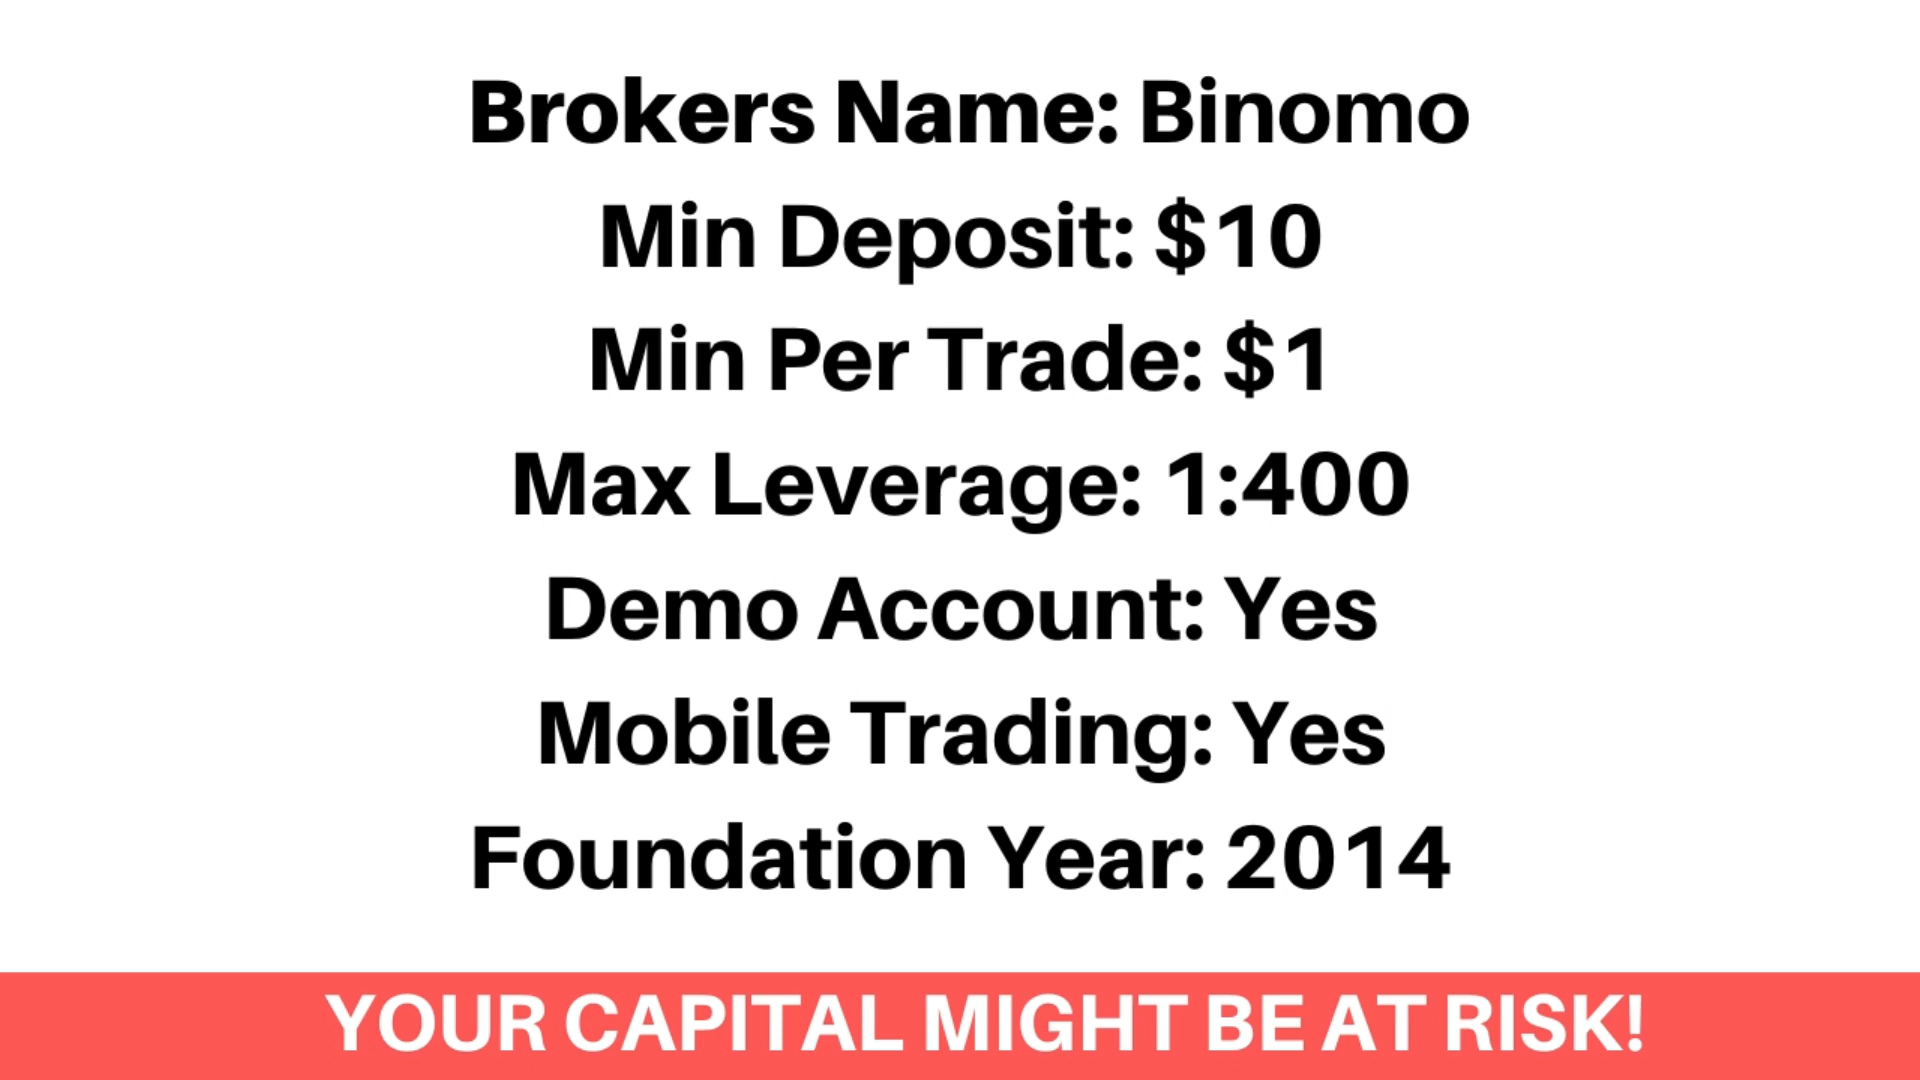 Brokers Name: Binomo
Min Deposit: $10
Min Per Trade: $1
Max Leverage: 1:400
Demo Account: Yes
Mobile Trading: Yes
Foundation Year: 2014
YOUR CAPITAL MIGHT BE AT RISK!